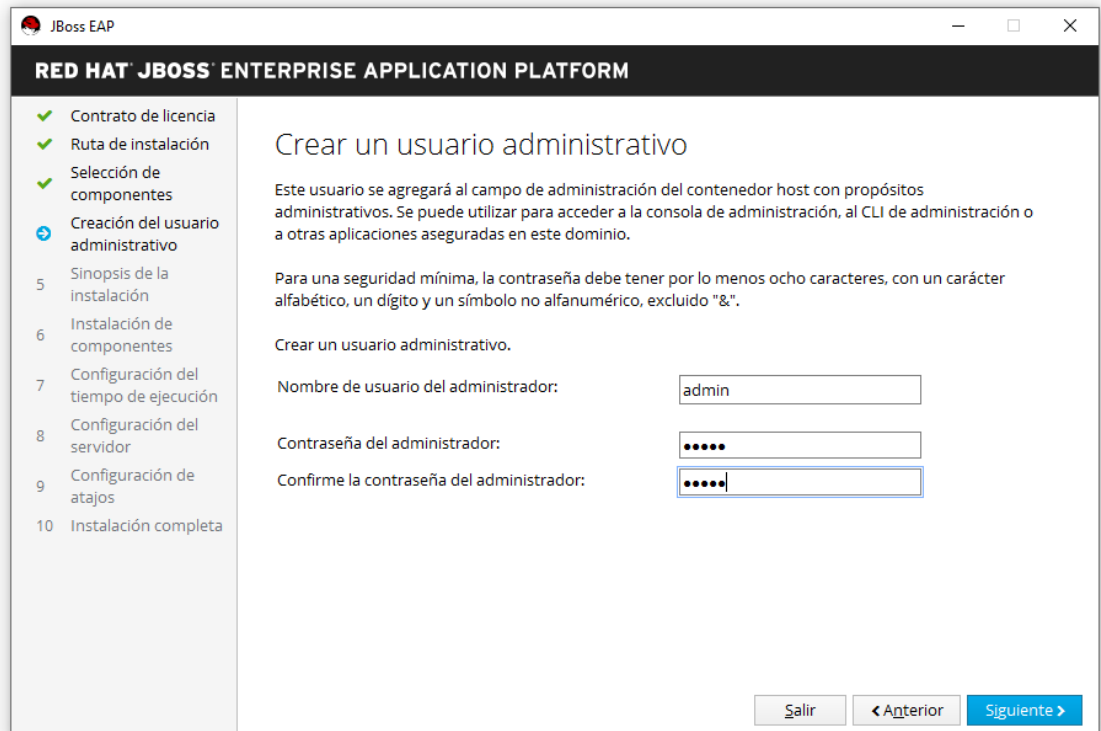 JBoss EAP
RED HAT JBOSS ENTERPRISE APPLICATION PLATFORM
Contrato de licencia
Ruta de instalación
Selección de
componentes
Creación del usuario
administrativo
5 Sinopsis de la
instalación
6 Instalación de
componentes
7 Configuración del
tiempo de ejecución
8 Configuración del
servidor
9 Configuración de
atajos
10 Instalación completa
Crear un usuario administrativo
Este usuario se agregará al campo de administración del contenedor host con propósitos
administrativos. Se puede utilizar para acceder a la consola de administración, al CLI de administración o
a otras aplicaciones aseguradas en este dominio.
Para una seguridad mínima, la contraseña debe tener por lo menos ocho caracteres, con un carácter
alfabético, un dígito y un símbolo no alfanumérico, excluido "&".
Crear un usuario administrativo.
Nombre de usuario del administrador: admin
Contraseña del administrador: •••••
Confirme la contraseña del administrador: •••••
Salir < Anterior Siguiente >